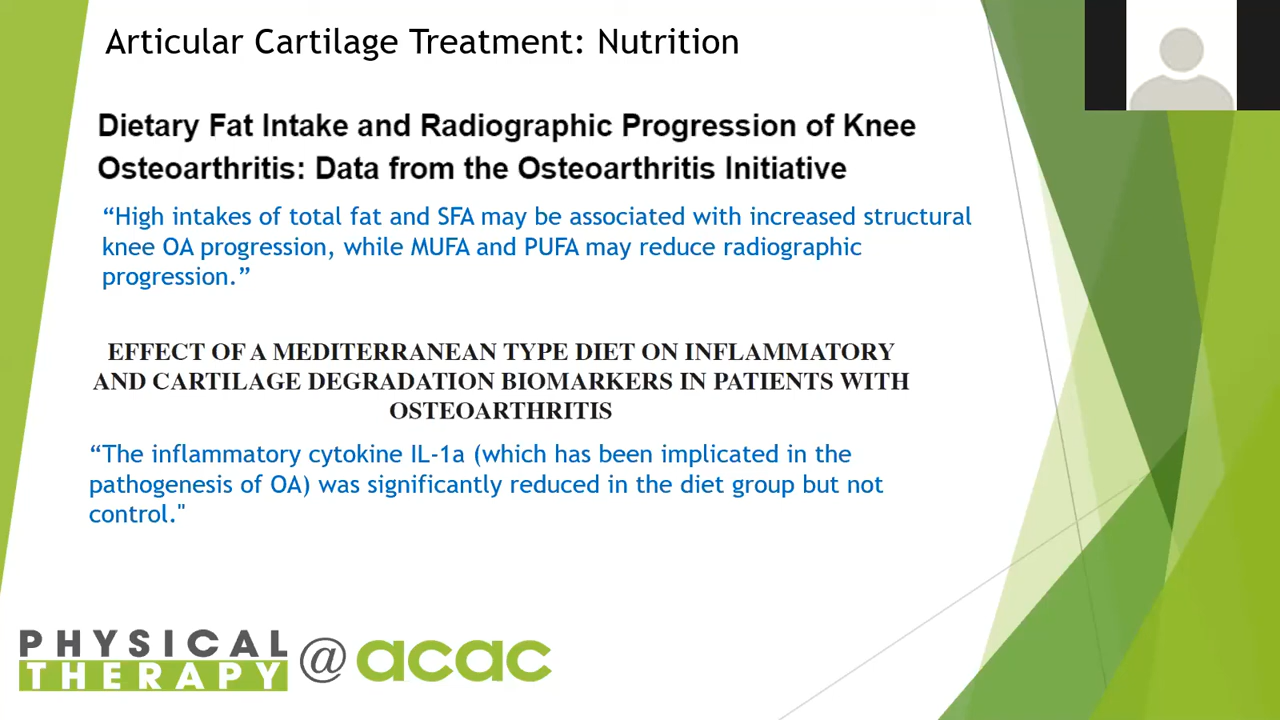 Articular Cartilage Treatment: Nutrition
Dietary Fat Intake and Radiographic Progression of Knee
Osteoarthritis: Data from the Osteoarthritis Initiative
“High intakes of total fat and SFA may be associated with increased structural
knee OA progression, while MUFA and PUFA may reduce radiographic
progression.”
EFFECT OF A MEDITERRANEAN TYPE DIET ON INFLAMMATORY
AND CARTILAGE DEGRADATION BIOMARKERS IN PATIENTS WITH
OSTEOARTHRITIS
“The inflammatory cytokine IL-1a (which has been implicated in the
pathogenesis of OA) was significantly reduced in the diet group but not
control."
PHYSICAL
THERAPY @ acac